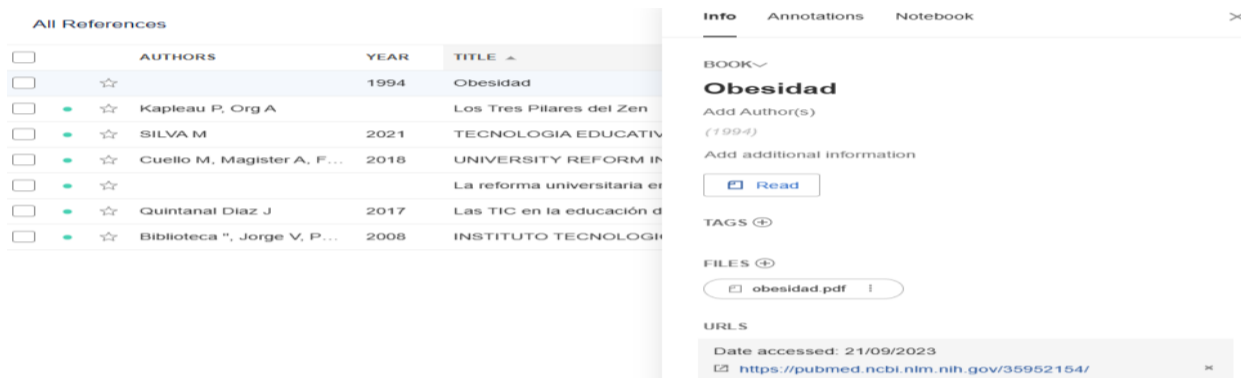 All References
AUTHORS YEAR TITLE
1994 Obesidad
Kapleau P, Org A Los Tres Pilares del Zen
SILVA M 2021 TECNOLOGIA EDUCATIV
Cuello M, Magister A, F... 2018 UNIVERSITY REFORM IN
La reforma universitaria er
Quintanal Diaz J 2017 Las TIC en la educación d
Biblioteca ", Jorge V, P... 2008 INSTITUTO TECNOLOGI
Info Annotations Notebook
BOOK
Obesidad
Add Author(s)
(1994)
Add additional information
Read
TAGS
FILES
obesidad.pdf
URLS
Date accessed: 21/09/2023
https://pubmed.ncbi.nlm.nih.gov/35952154/